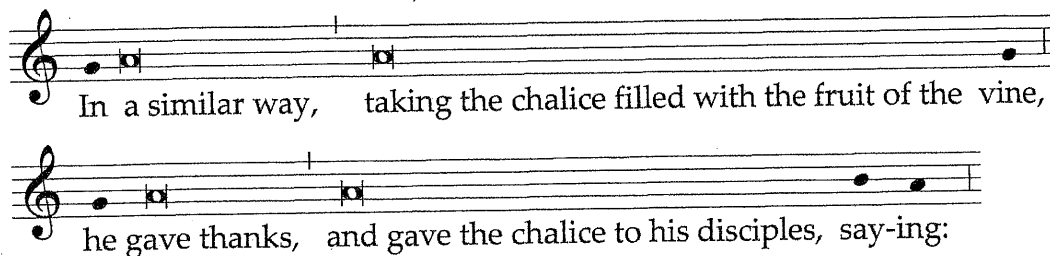 In a similar way, taking the chalice filled with the fruit of the vine,
he gave thanks, and gave the chalice to his disciples, say-ing: